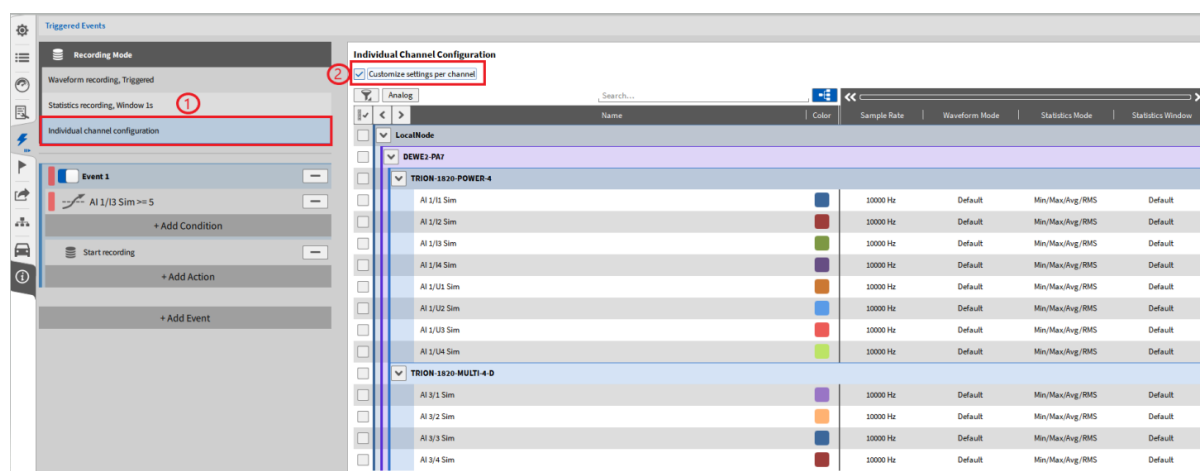 Triggered Events
Recording Mode
Waveform recording, Triggered
Statistics recording, Window 1s
1
Individual channel configuration
Event 1
AI 1/I3 Sim >= 5
+ Add Condition
Start recording
+ Add Action
+ Add Event
Individual Channel Configuration
2
Customize settings per channel
Analog
Search...
Name Color Sample Rate Waveform Mode Statistics Mode Statistics Window
LocalNode
DEWE2-PA7
TRION-1820-POWER-4
AI 1/I1 Sim 10000 Hz Default Min/Max/Avg/RMS Default
AI 1/I2 Sim 10000 Hz Default Min/Max/Avg/RMS Default
AI 1/I3 Sim 10000 Hz Default Min/Max/Avg/RMS Default
AI 1/I4 Sim 10000 Hz Default Min/Max/Avg/RMS Default
AI 1/U1 Sim 10000 Hz Default Min/Max/Avg/RMS Default
AI 1/U2 Sim 10000 Hz Default Min/Max/Avg/RMS Default
AI 1/U3 Sim 10000 Hz Default Min/Max/Avg/RMS Default
AI 1/U4 Sim 10000 Hz Default Min/Max/Avg/RMS Default
TRION-1820-MULTI-4-D
AI 3/1 Sim 10000 Hz Default Min/Max/Avg/RMS Default
AI 3/2 Sim 10000 Hz Default Min/Max/Avg/RMS Default
AI 3/3 Sim 10000 Hz Default Min/Max/Avg/RMS Default
AI 3/4 Sim 10000 Hz Default Min/Max/Avg/RMS Default